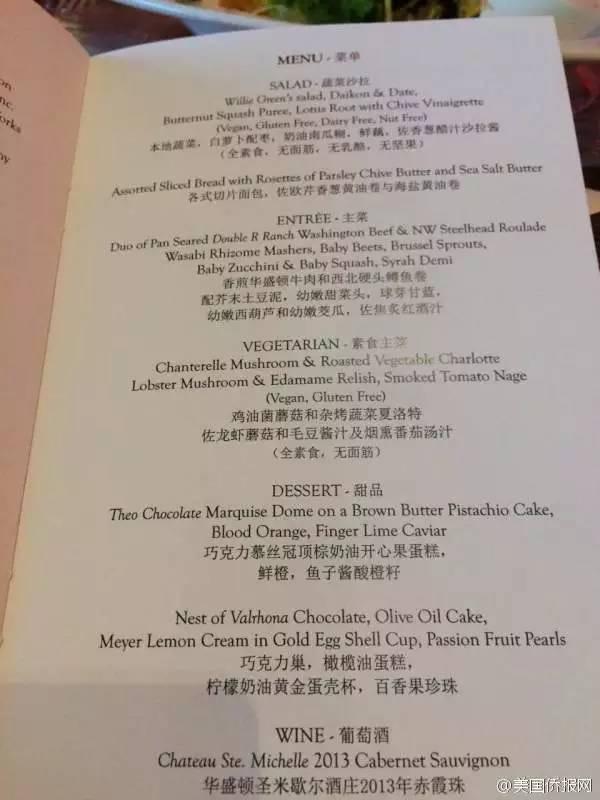 on
nc.
orks
ny
MENU - 菜单
SALAD - 蔬菜沙拉
Willie Green's salad, Daikon & Date,
Butternut Squash Puree, Lotus Root with Chive Vinaigrette
(Vegan, Gluten Free, Dairy Free, Nut Free)
本地蔬菜，白萝卜配枣，奶油南瓜糊，鲜藕，佐香葱醋汁沙拉酱
（全素食，无面筋，无乳酪，无坚果）
Assorted Sliced Bread with Rosettes of Parsley Chive Butter and Sea Salt Butter
各式切片面包，佐欧芹香葱黄油卷与海盐黄油卷
ENTRÉE - 主菜
Duo of Pan Seared Double R Ranch Washington Beef & NW Steelhead Roulade
Wasabi Rhizome Mashers, Baby Beets, Brussel Sprouts,
Baby Zucchini & Baby Squash, Syrah Demi
香煎华盛顿牛肉和西北硬头鳟鱼卷
配芥末土豆泥，幼嫩甜菜头，球芽甘蓝，
幼嫩西葫芦和幼嫩茭瓜，佐焦炙红酒汁
VEGETARIAN - 素食主菜
Chanterelle Mushroom & Roasted Vegetable Charlotte
Lobster Mushroom & Edamame Relish, Smoked Tomato Nage
(Vegan, Gluten Free)
鸡油菌蘑菇和杂烤蔬菜夏洛特
佐龙虾蘑菇和毛豆酱汁及烟熏番茄汤汁
（全素食，无面筋）
DESSERT - 甜品
Theo Chocolate Marquise Dome on a Brown Butter Pistachio Cake,
Blood Orange, Finger Lime Caviar
巧克力慕丝冠顶棕奶油开心果蛋糕，
鲜橙，鱼子酱酸橙籽
Nest of Valrhona Chocolate, Olive Oil Cake,
Meyer Lemon Cream in Gold Egg Shell Cup, Passion Fruit Pearls
巧克力巢，橄榄油蛋糕，
柠檬奶油黄金蛋壳杯，百香果珍珠
WINE - 葡萄酒
Chateau Ste. Michelle 2013 Cabernet Sauvignon
华盛顿圣米歇尔酒庄2013年赤霞珠
@美国侨报网